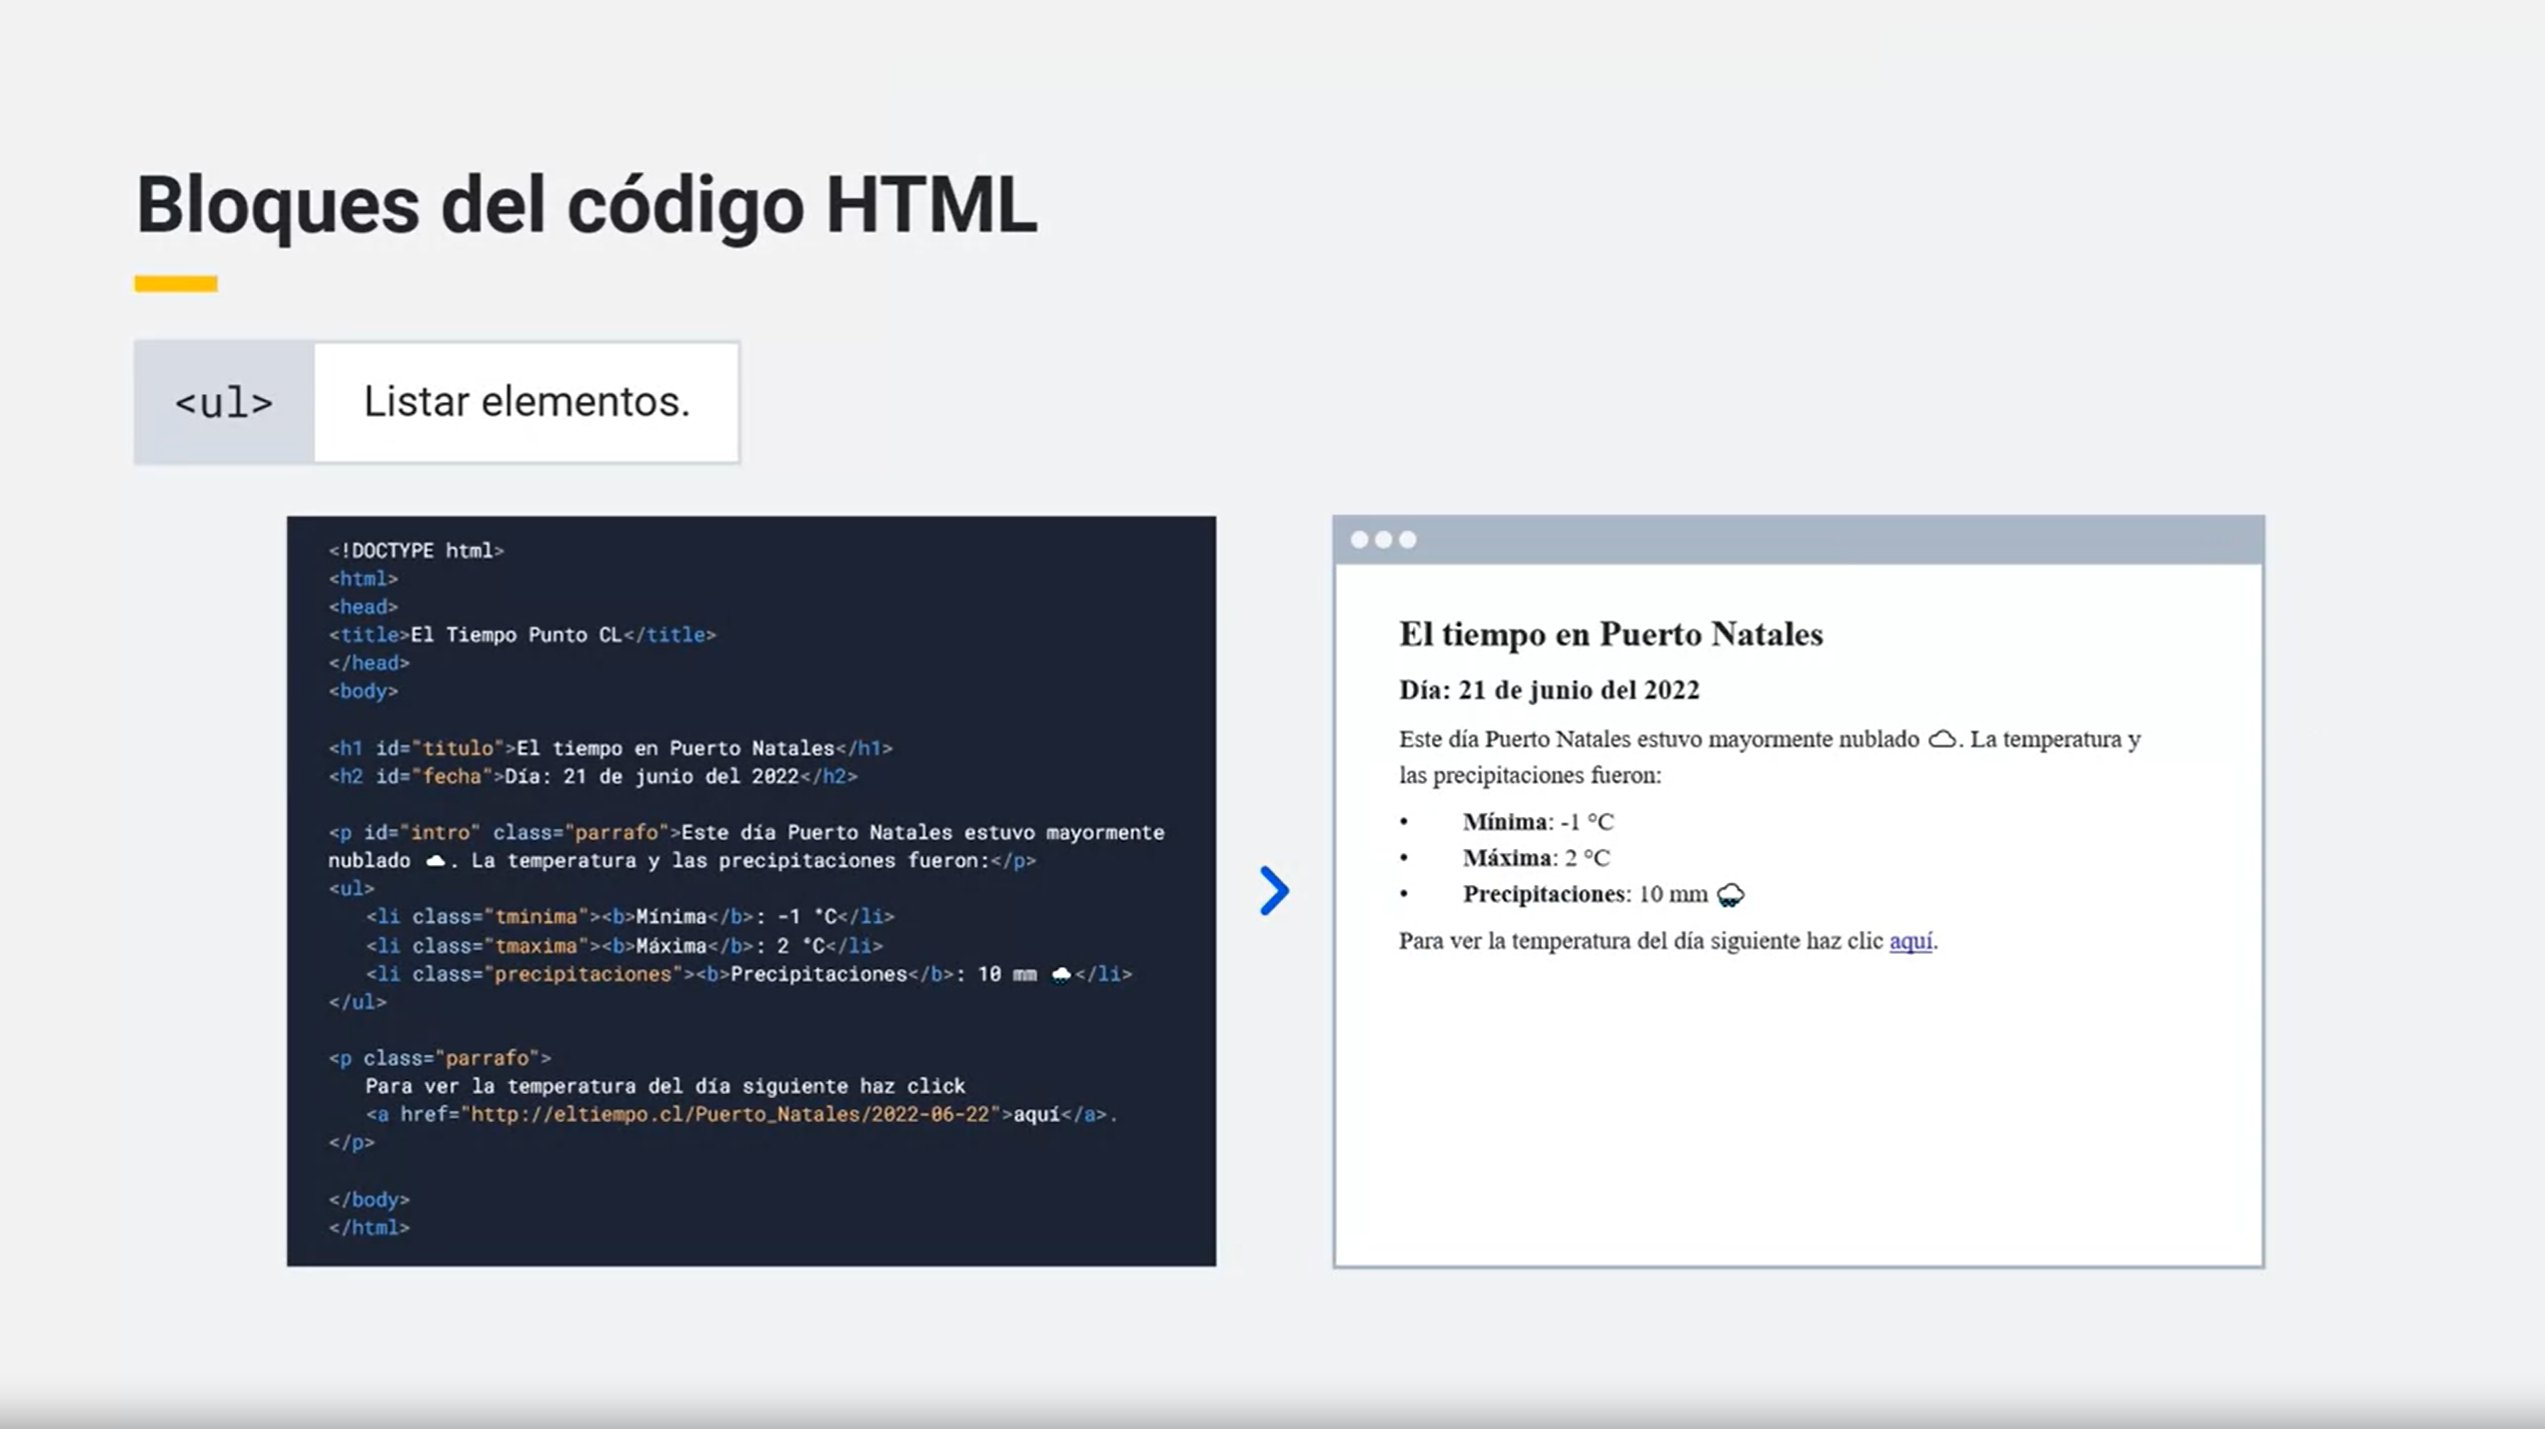 Bloques del código HTML
<ul>
Listar elementos.
<!DOCTYPE html>
<html>
<head>
<title>El Tiempo Punto CL</title>
</head>
<body>
<h1 id="titulo">El tiempo en Puerto Natales</h1>
<h2 id="fecha">Día: 21 de junio del 2022</h2>
<p id="intro" class="parrafo">Este día Puerto Natales estuvo mayormente
nublado ☁. La temperatura y las precipitaciones fueron:</p>
<ul>
<li class="tminima"><b>Mínima</b>: -1 °C</li>
<li class="tmaxima"><b>Máxima</b>: 2 °C</li>
<li class="precipitaciones"><b>Precipitaciones</b>: 10 mm 🌧</li>
</ul>
<p class="parrafo">
Para ver la temperatura del día siguiente haz click
<a href="http://eltiempo.cl/Puerto_Natales/2022-06-22">aquí</a>.
</p>
</body>
</html>
El tiempo en Puerto Natales
Día: 21 de junio del 2022
Este día Puerto Natales estuvo mayormente nublado ☁. La temperatura y
las precipitaciones fueron:
• Mínima: -1 °C
• Máxima: 2 °C
• Precipitaciones: 10 mm 🌧
Para ver la temperatura del día siguiente haz clic aquí.